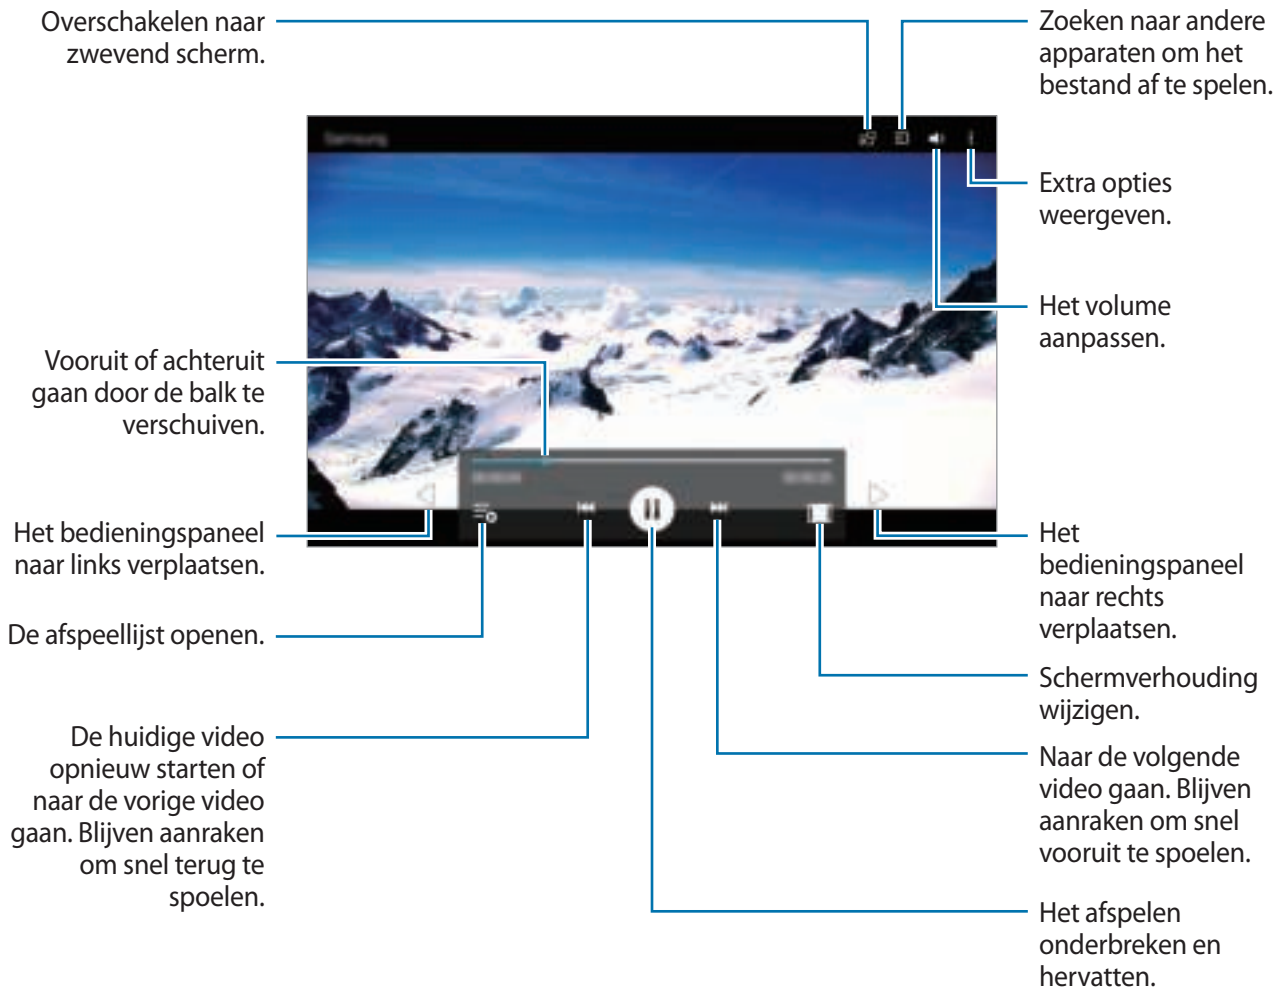 Overschakelen naar
zwevend scherm.
Zoeken naar andere
apparaten om het
bestand af te spelen.
Samsung
Extra opties
weergeven.
Het volume
aanpassen.
Vooruit of achteruit
gaan door de balk te
verschuiven.
Het bedieningspaneel
naar links verplaatsen.
Het
bedieningspaneel
naar rechts
verplaatsen.
De afspeellijst openen.
Schermverhouding
wijzigen.
De huidige video
opnieuw starten of
naar de vorige video
gaan. Blijven aanraken
om snel terug te
spoelen.
Naar de volgende
video gaan. Blijven
aanraken om snel
vooruit te spoelen.
Het afspelen
onderbreken en
hervatten.